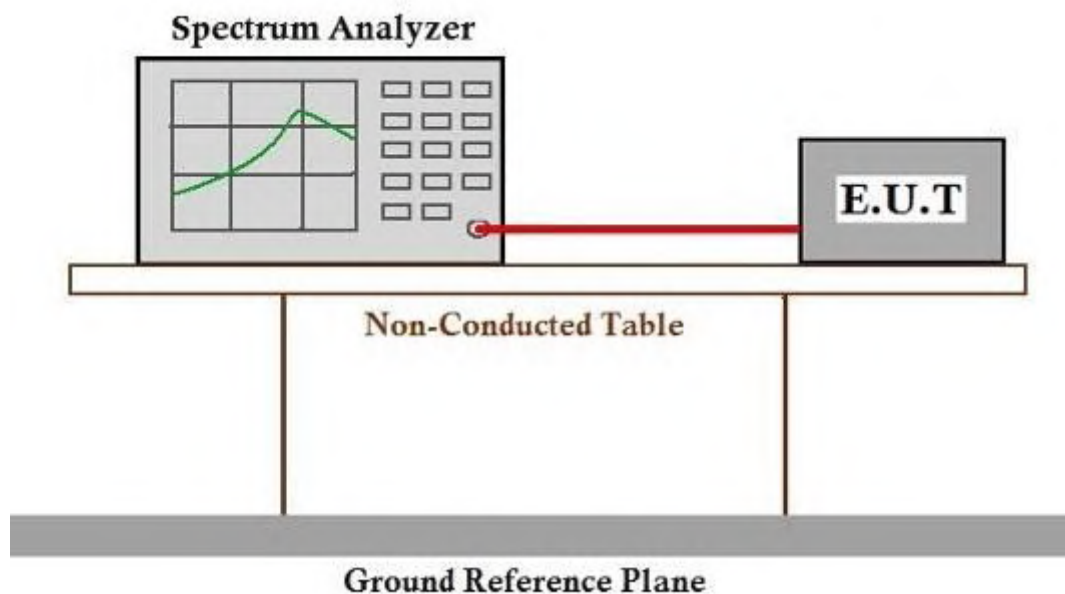 Spectrum Analyzer
E.U.T
Non-Conducted Table
Ground Reference Plane